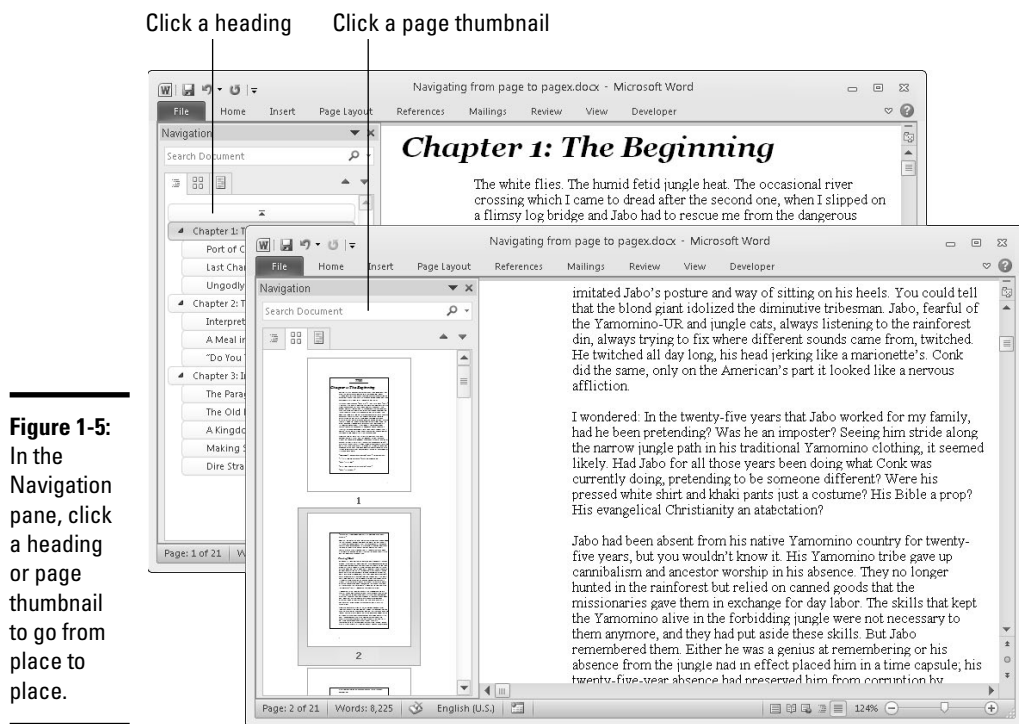 Click a heading
Click a page thumbnail
Navigating from page to pagex.docx - Microsoft Word
File Home Insert Page Layout References Mailings Review View Developer
Navigation
Search Document
Chapter 1: The Beginning
The white flies. The humid fetid jungle heat. The occasional river
crossing which I came to dread after the second one, when I slipped on
a flimsy log bridge and Jabo had to rescue me from the dangerous
Chapter 1: T
Port of C
Last Cha
Ungodly
Chapter 2: T
Interpret
A Meal in
"Do You
Chapter 3: I
The Para
The Old
A Kingdo
Making S
Dire Stra
Page: 1 of 21 W
Navigating from page to pagex.docx - Microsoft Word
File Home Insert Page Layout References Mailings Review View Developer
Navigation
Search Document
Chapter 1: The Beginning
1
2
imitated Jabo's posture and way of sitting on his heels. You could tell
that the blond giant idolized the diminutive tribesman. Jabo, fearful of
the Yamomino-UR and jungle cats, always listening to the rainforest
din, always trying to fix where different sounds came from, twitched.
He twitched all day long, his head jerking like a marionette's. Conk
did the same, only on the American's part it looked like a nervous
affliction.
I wondered: In the twenty-five years that Jabo worked for my family,
had he been pretending? Was he an imposter? Seeing him stride along
the narrow jungle path in his traditional Yamomino clothing, it seemed
likely. Had Jabo for all those years been doing what Conk was
currently doing, pretending to be someone different? Were his
pressed white shirt and khaki pants just a costume? His Bible a prop?
His evangelical Christianity an atabctation?
Jabo had been absent from his native Yamomino country for twenty-
five years, but you wouldn't know it. His Yamomino tribe gave up
cannibalism and ancestor worship in his absence. They no longer
hunted in the rainforest but relied on canned goods that the
missionaries gave them in exchange for day labor. The skills that kept
the Yamomino alive in the forbidding jungle were not necessary to
them anymore, and they had put aside these skills. But Jabo
remembered them. Either he was a genius at remembering or his
absence from the jungle had in effect placed him in a time capsule; his
twenty-five-year absence had preserved him from corruption by
Page: 2 of 21 Words: 8,225 English (U.S.) 124%
Figure 1-5:
In the
Navigation
pane, click
a heading
or page
thumbnail
to go from
place to
place.